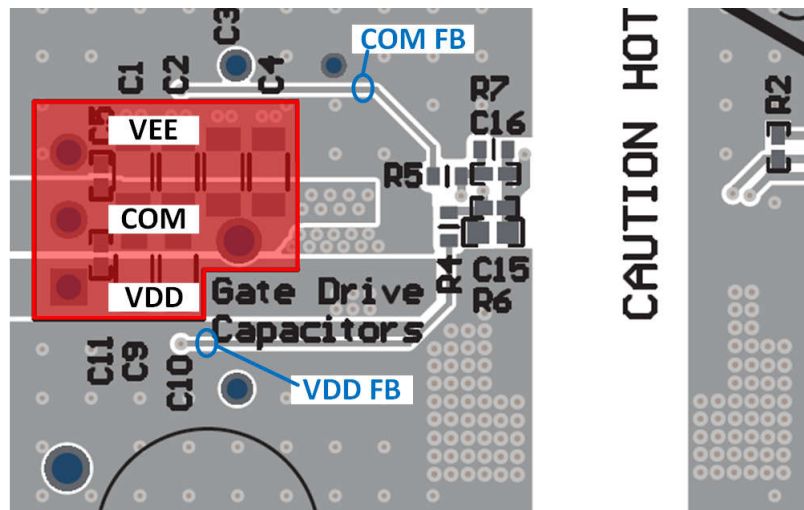 C3
COM FB
C1
C2
C4
R7
C16
C5
VEE
R5
COM
R4
C15
R6
VDD
Gate Drive
Capacitors
C11
C9
C10
VDD FB
CAUTION HOT
R2